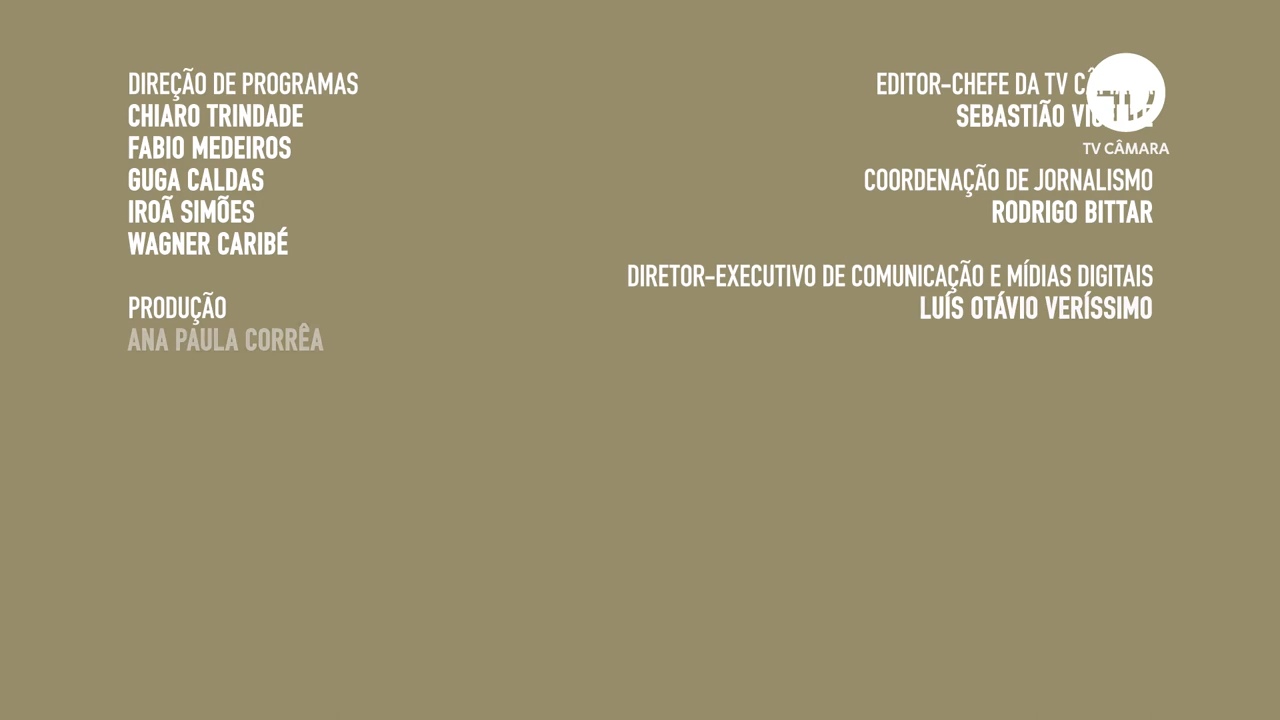 DIREÇÃO DE PROGRAMAS
CHIARO TRINDADE
FABIO MEDEIROS
GUGA CALDAS
IROÃ SIMÕES
WAGNER CARIBÉ
PRODUÇÃO
ANA PAULA CORRÊA
EDITOR-CHEFE DA TV
SEBASTIÃO
TV CÂMARA
COORDENAÇÃO DE JORNALISMO
RODRIGO BITTAR
DIRETOR-EXECUTIVO DE COMUNICAÇÃO E MÍDIAS DIGITAIS
LUÍS OTÁVIO VERÍSSIMO